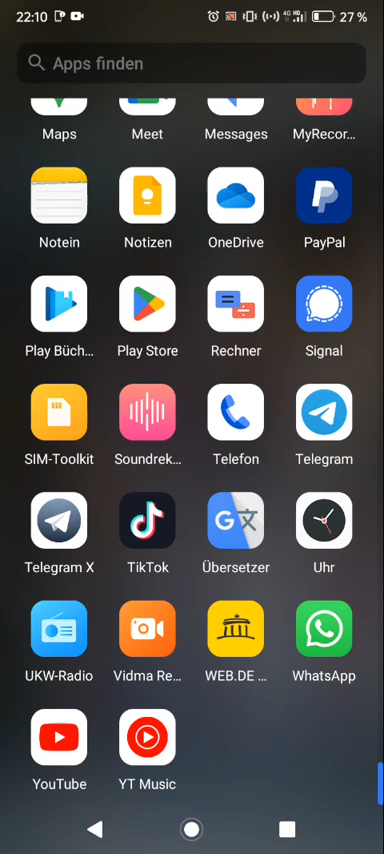 22:10 4G HD 27 %
Apps finden
Maps Meet Messages MyRecor...
Notein Notizen OneDrive PayPal
Play Büch... Play Store Rechner Signal
SIM-Toolkit Soundrek... Telefon Telegram
Telegram X TikTok Übersetzer Uhr
UKW-Radio Vidma Re... WEB.DE ... WhatsApp
YouTube YT Music